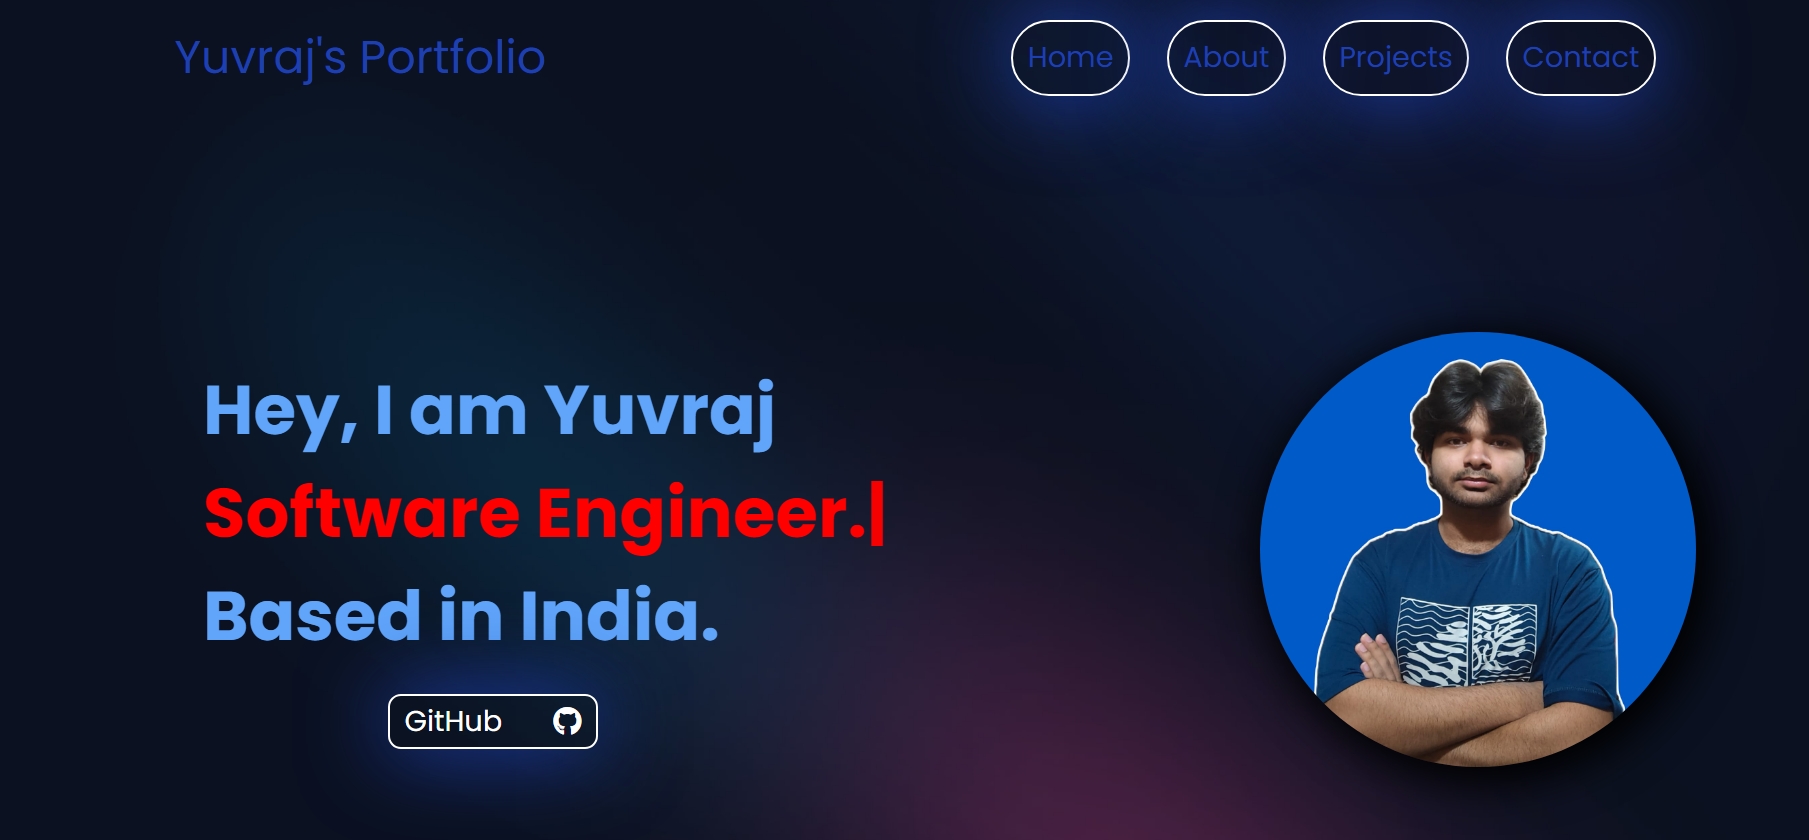 Yuvraj's Portfolio
Home
About
Projects
Contact
Hey, I am Yuvraj
Software Engineer.|
Based in India.
GitHub